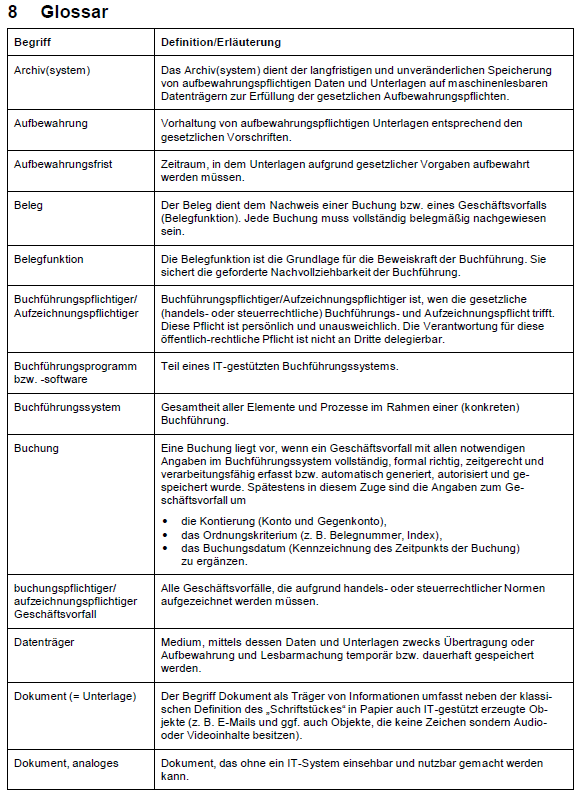 8 Glossar
Begriff Definition/Erläuterung
Archiv(system) Das Archiv(system) dient der langfristigen und unveränderlichen Speicherung
von aufbewahrungspflichtigen Daten und Unterlagen auf maschinenlesbaren
Datenträgern zur Erfüllung der gesetzlichen Aufbewahrungspflichten.
Aufbewahrung Vorhaltung von aufbewahrungspflichtigen Unterlagen entsprechend den
gesetzlichen Vorschriften.
Aufbewahrungsfrist Zeitraum, in dem Unterlagen aufgrund gesetzlicher Vorgaben aufbewahrt
werden müssen.
Beleg Der Beleg dient dem Nachweis einer Buchung bzw. eines Geschäftsvorfalls
(Belegfunktion). Jede Buchung muss vollständig belegmäßig nachgewiesen
sein.
Belegfunktion Die Belegfunktion ist die Grundlage für die Beweiskraft der Buchführung. Sie
sichert die geforderte Nachvollziehbarkeit der Buchführung.
Buchführungspflichtiger/ Buchführungspflichtiger/Aufzeichnungspflichtiger ist, wen die gesetzliche
Aufzeichnungspflichtiger (handels- oder steuerrechtliche) Buchführungs- und Aufzeichnungspflicht trifft.
Diese Pflicht ist persönlich und unausweichlich. Die Verantwortung für diese
öffentlich-rechtliche Pflicht ist nicht an Dritte delegierbar.
Buchführungsprogramm Teil eines IT-gestützten Buchführungssystems.
bzw. -software
Buchführungssystem Gesamtheit aller Elemente und Prozesse im Rahmen einer (konkreten)
Buchführung.
Buchung Eine Buchung liegt vor, wenn ein Geschäftsvorfall mit allen notwendigen
Angaben im Buchführungssystem vollständig, formal richtig, zeitgerecht und
verarbeitungsfähig erfasst bzw. automatisch generiert, autorisiert und ge-
speichert wurde. Spätestens in diesem Zuge sind die Angaben zum Ge-
schäftsvorfall um
• die Kontierung (Konto und Gegenkonto),
• das Ordnungskriterium (z. B. Belegnummer, Index),
• das Buchungsdatum (Kennzeichnung des Zeitpunkts der Buchung)
zu ergänzen.
buchungspflichtiger/ Alle Geschäftsvorfälle, die aufgrund handels- oder steuerrechtlicher Normen
aufzeichnungspflichtiger aufgezeichnet werden müssen.
Geschäftsvorfall
Datenträger Medium, mittels dessen Daten und Unterlagen zwecks Übertragung oder
Aufbewahrung und Lesbarmachung temporär bzw. dauerhaft gespeichert
werden.
Dokument (= Unterlage) Der Begriff Dokument als Träger von Informationen umfasst neben der klassi-
schen Definition des „Schriftstückes“ in Papier auch IT-gestützt erzeugte Ob-
jekte (z. B. E-Mails und ggf. auch Objekte, die keine Zeichen sondern Audio-
oder Videoinhalte besitzen).
Dokument, analoges Dokument, das ohne ein IT-System einsehbar und nutzbar gemacht werden
kann.